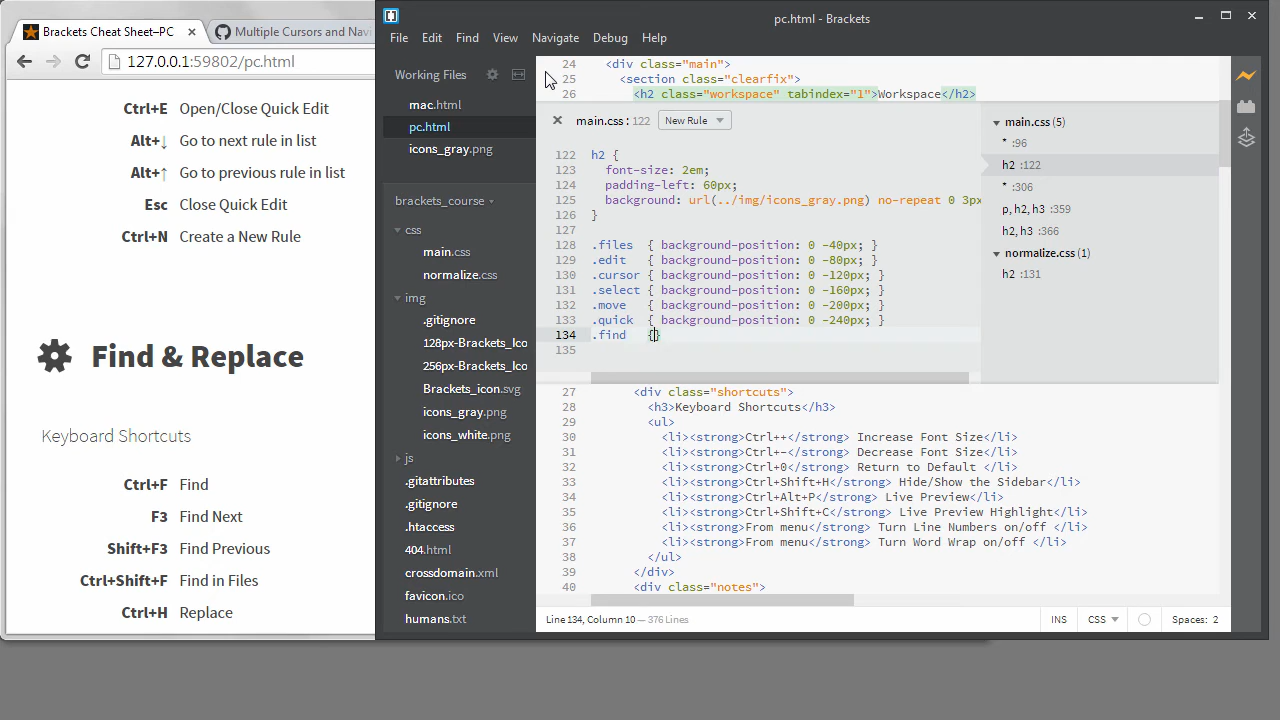 Brackets Cheat Sheet–PC
Multiple Cursors and Nav
127.0.0.1:59802/pc.html
Ctrl+E Open/Close Quick Edit
Alt+↓ Go to next rule in list
Alt+↑ Go to previous rule in list
Esc Close Quick Edit
Ctrl+N Create a New Rule
Find & Replace
Keyboard Shortcuts
Ctrl+F Find
F3 Find Next
Shift+F3 Find Previous
Ctrl+Shift+F Find in Files
Ctrl+H Replace
pc.html - Brackets
File Edit Find View Navigate Debug Help
Working Files
mac.html
pc.html
icons_gray.png
brackets_course
css
main.css
normalize.css
img
.gitignore
128px-Brackets_Ico
256px-Brackets_Ico
Brackets_icon.svg
icons_gray.png
icons_white.png
js
.gitattributes
.gitignore
.htaccess
404.html
crossdomain.xml
favicon.ico
humans.txt
24 <div class="main">
25 <section class="clearfix">
26 <h2 class="workspace" tabindex="1">Workspace</h2>
main.css : 122 New Rule
122 h2 {
123 font-size: 2em;
124 padding-left: 60px;
125 background: url(../img/icons_gray.png) no-repeat 0 3px
126 }
127
128 .files { background-position: 0 -40px; }
129 .edit { background-position: 0 -80px; }
130 .cursor { background-position: 0 -120px; }
131 .select { background-position: 0 -160px; }
132 .move { background-position: 0 -200px; }
133 .quick { background-position: 0 -240px; }
134 .find {}
135
main.css (5)
* :96
h2 :122
* :306
p, h2, h3 :359
h2, h3 :366
normalize.css (1)
h2 :131
27 <div class="shortcuts">
28 <h3>Keyboard Shortcuts</h3>
29 <ul>
30 <li><strong>Ctrl++</strong> Increase Font Size</li>
31 <li><strong>Ctrl+-</strong> Decrease Font Size</li>
32 <li><strong>Ctrl+0</strong> Return to Default </li>
33 <li><strong>Ctrl+Shift+H</strong> Hide/Show the Sidebar</li>
34 <li><strong>Ctrl+Alt+P</strong> Live Preview</li>
35 <li><strong>Ctrl+Shift+C</strong> Live Preview Highlight</li>
36 <li><strong>From menu</strong> Turn Line Numbers on/off </li>
37 <li><strong>From menu</strong> Turn Word Wrap on/off </li>
38 </ul>
39 </div>
40 <div class="notes">
Line 134, Column 10 — 376 Lines
INS CSS Spaces: 2